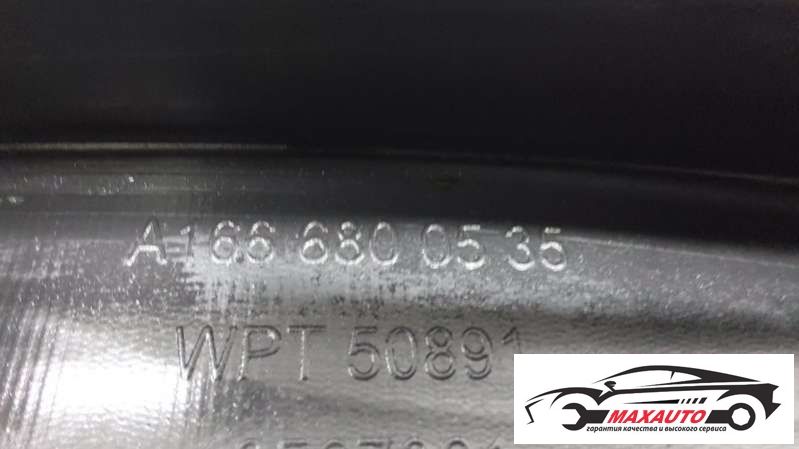 A 166 680 05 35
WPT 50891
MAXAUTO
гарантия качества и высокого сервиса